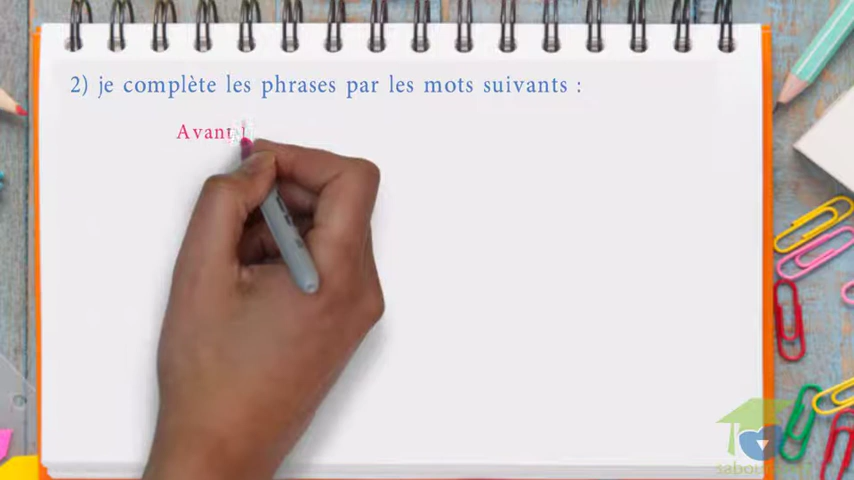 2) je complète les phrases par les mots suivants :
Avant